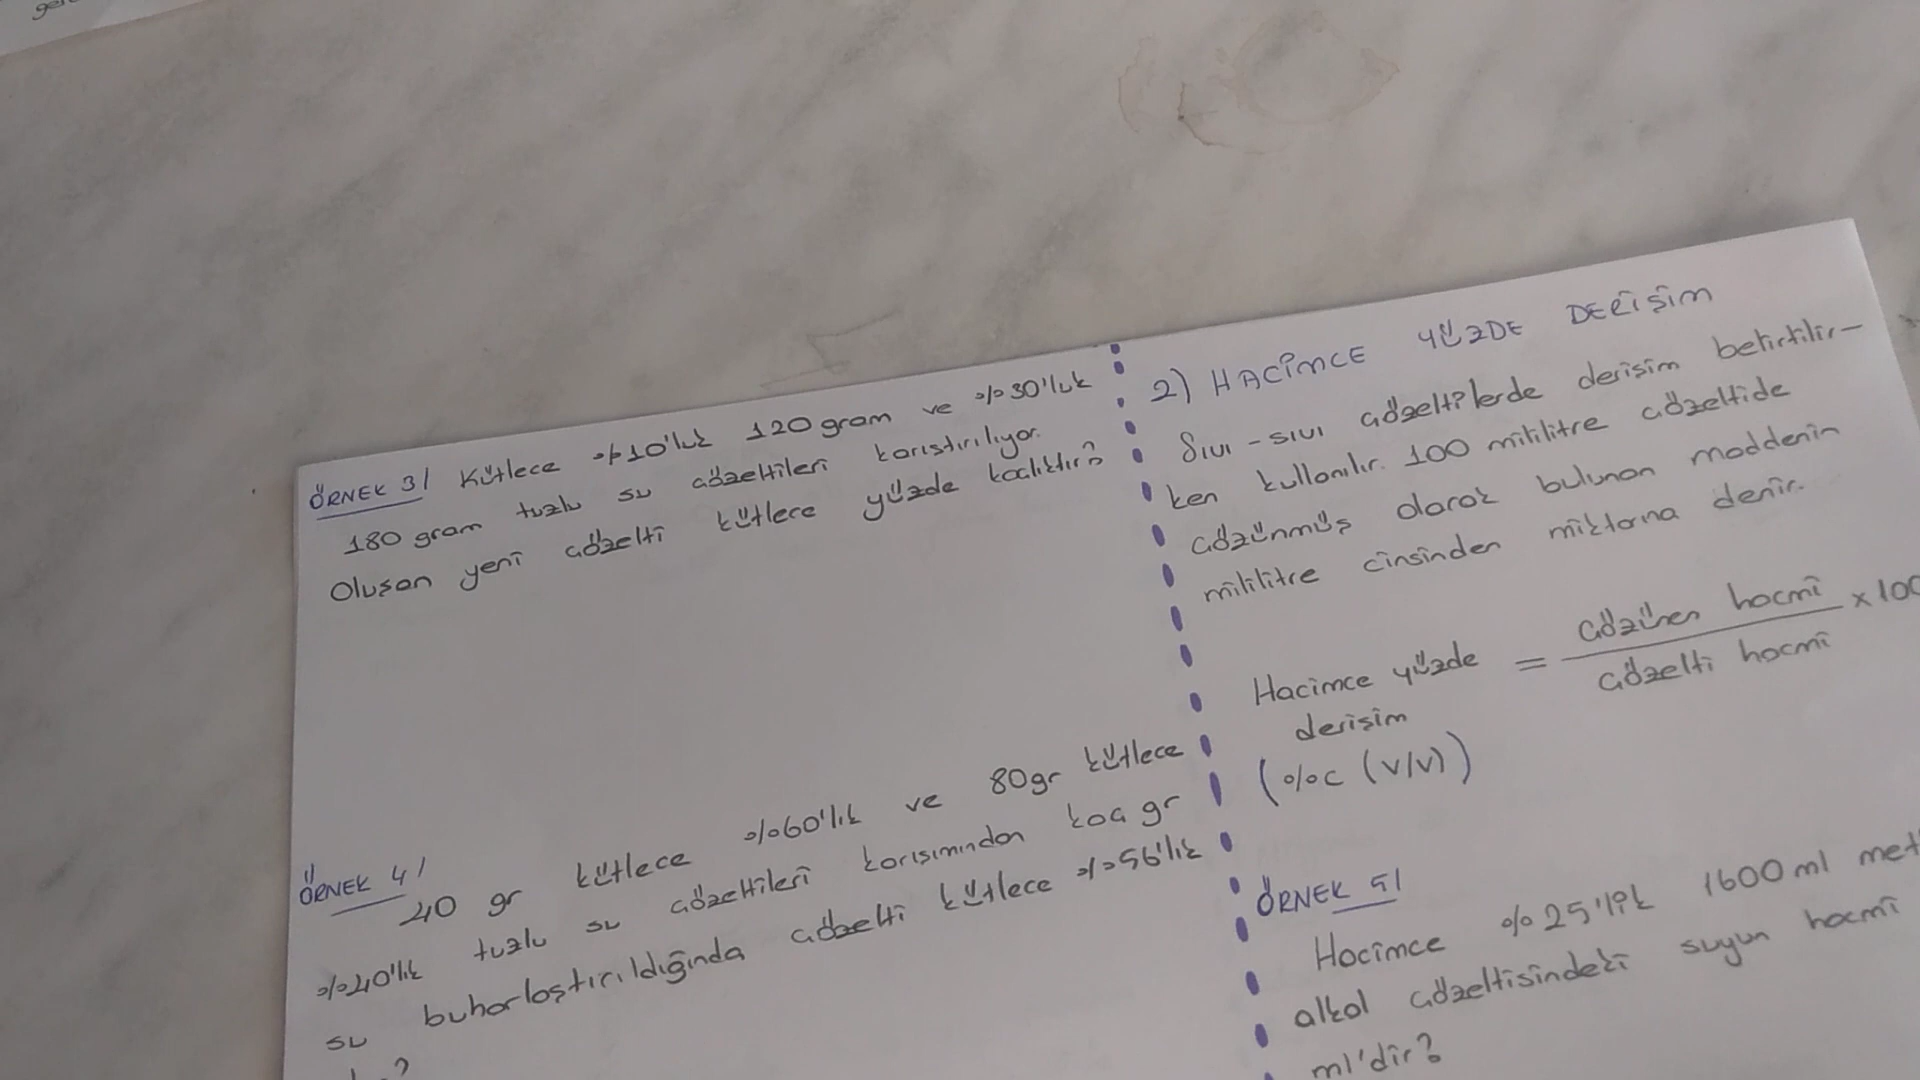 ÖRNEK 3/ Kütlece %10'luk 120 gram ve %30'luk
180 gram tuzlu su çözeltileri karıştırılıyor.
Oluşan yeni çözelti kütlece yüzde kaçlıktır?
ÖRNEK 4/
40 gr kütlece %60'lık ve 80gr kütlece
%40'lık tuzlu su çözeltileri karışımından kaç gr
su buharlaştırıldığında çözelti kütlece %56'lık
?
2) HACİMCE YÜZDE DERİŞİM
Sıvı - sıvı çözeltilerde derişim belirtilir-
ken kullanılır. 100 mililitre çözeltide
çözünmüş olarak bulunan maddenin
mililitre cinsinden miktarına denir.
Hacimce yüzde derişim = çözünen hacmi / çözelti hacmi x 100
(%C (V/V))
ÖRNEK 5/
Hacimce %25'lik 1600 ml
alkol çözeltisindeki suyun hacmi
ml'dir?